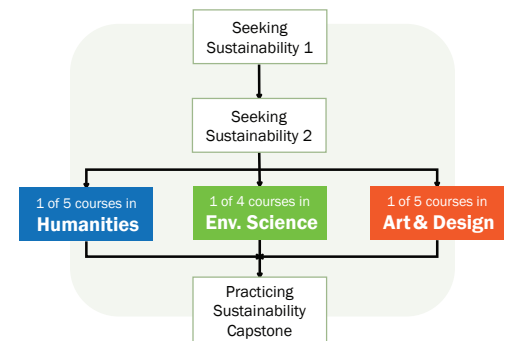 Seeking
Sustainability 1
Seeking
Sustainability 2
1 of 5 courses in
Humanities
1 of 4 courses in
Env. Science
1 of 5 courses in
Art & Design
Practicing
Sustainability
Capstone